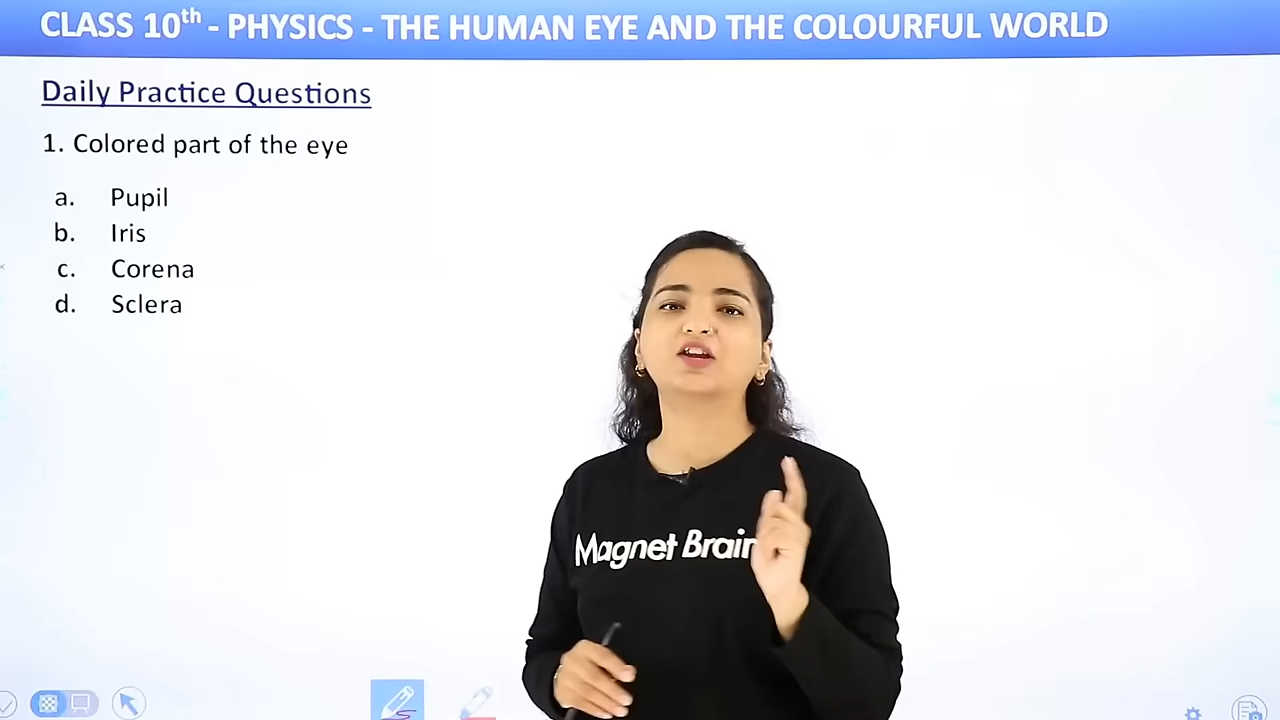 CLASS 10th - PHYSICS - THE HUMAN EYE AND THE COLOURFUL WORLD
Daily Practice Questions
1. Colored part of the eye
a. Pupil
b. Iris
c. Corena
d. Sclera
Magnet Brain